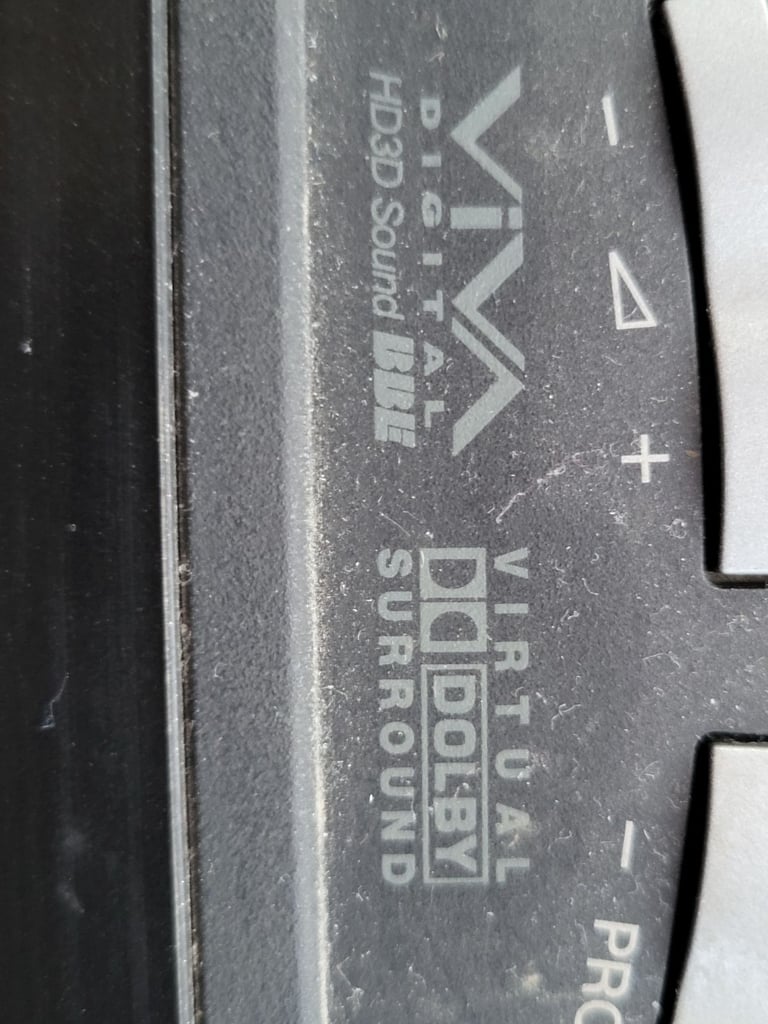 - + - PRO
ViVA
DIGITAL
HD3D Sound BBE
VIRTUAL
DOLBY
SURROUND